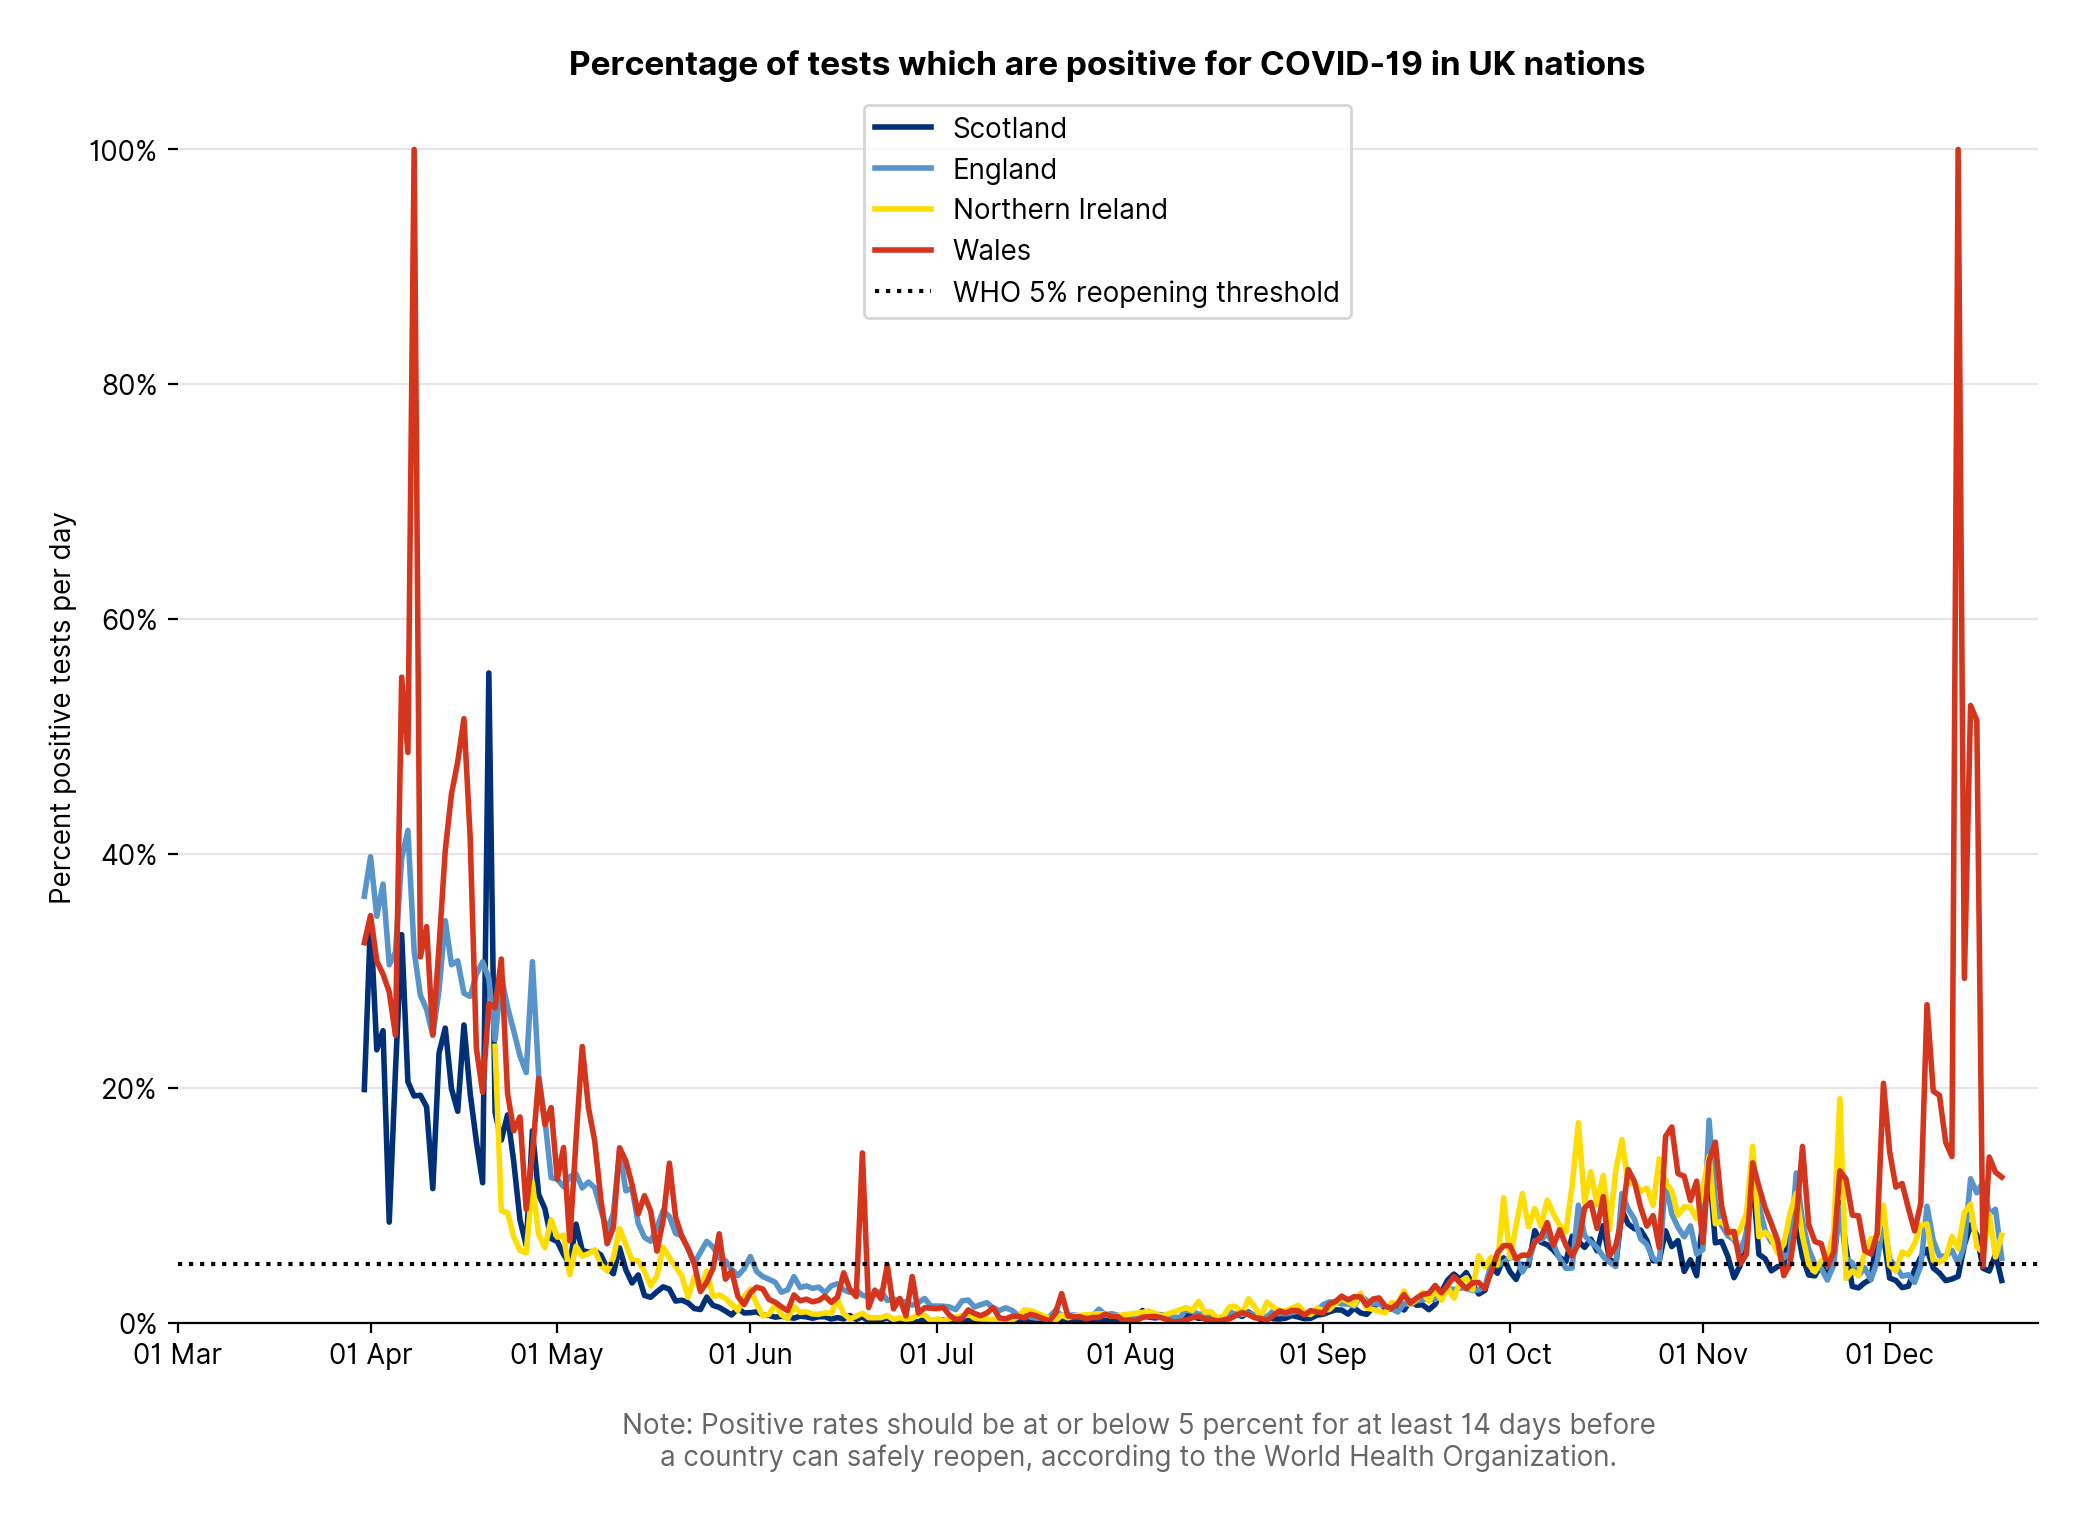 Percentage of tests which are positive for COVID-19 in UK nations
Scotland
England
Northern Ireland
Wales
WHO 5% reopening threshold
100%
80%
60%
40%
20%
0%
Percent positive tests per day
01 Mar
01 Apr
01 May
01 Jun
01 Jul
01 Aug
01 Sep
01 Oct
01 Nov
01 Dec
Note: Positive rates should be at or below 5 percent for at least 14 days before
a country can safely reopen, according to the World Health Organization.